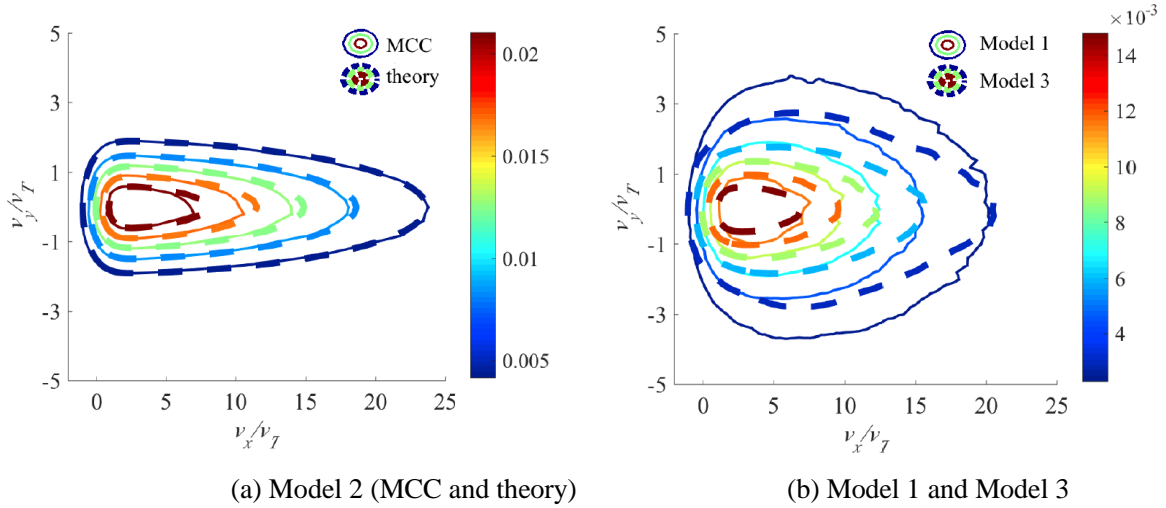 5
3
1
-1
-3
-5
v_y/v_T
0 5 10 15 20 25
v_x/v_T
MCC
theory
0.02
0.015
0.01
0.005
(a) Model 2 (MCC and theory)
5
3
1
-1
-3
-5
v_y/v_T
0 5 10 15 20 25
v_x/v_T
Model 1
Model 3
×10⁻³
14
12
10
8
6
4
(b) Model 1 and Model 3